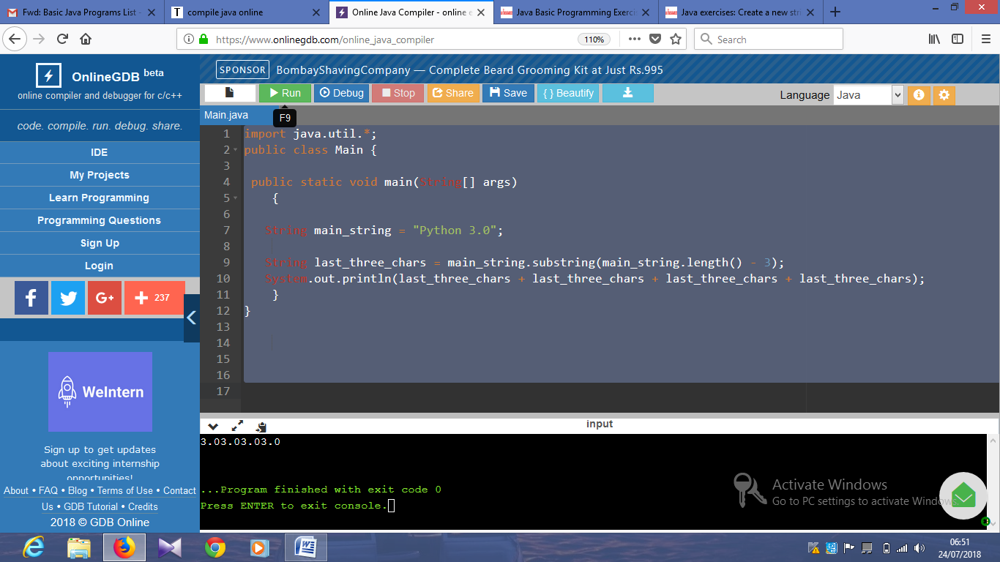 Fwd: Basic Java Programs List -
compile java online
Online Java Compiler - online e
Java Basic Programming Exerci
Java exercises: Create a new stri
https://www.onlinegdb.com/online_java_compiler
110%
Search
OnlineGDB beta
online compiler and debugger for c/c++
code. compile. run. debug. share.
IDE
My Projects
Learn Programming
Programming Questions
Sign Up
Login
237
WeIntern
Sign up to get updates
about exciting internship
opportunities!
About • FAQ • Blog • Terms of Use • Contact
Us • GDB Tutorial • Credits
2018 © GDB Online
SPONSOR BombayShavingCompany — Complete Beard Grooming Kit at Just Rs.995
Run Debug Stop Share Save { } Beautify
Language Java
Main.java
F9
1 import java.util.*;
2 public class Main {
3
4 public static void main(String[] args)
5 {
6
7 String main_string = "Python 3.0";
8
9 String last_three_chars = main_string.substring(main_string.length() - 3);
10 System.out.println(last_three_chars + last_three_chars + last_three_chars + last_three_chars);
11 }
12 }
13
14
15
16
17
input
3.03.03.03.0
...Program finished with exit code 0
Press ENTER to exit console.
Activate Windows
Go to PC settings to activate Windows.
06:51
24/07/2018